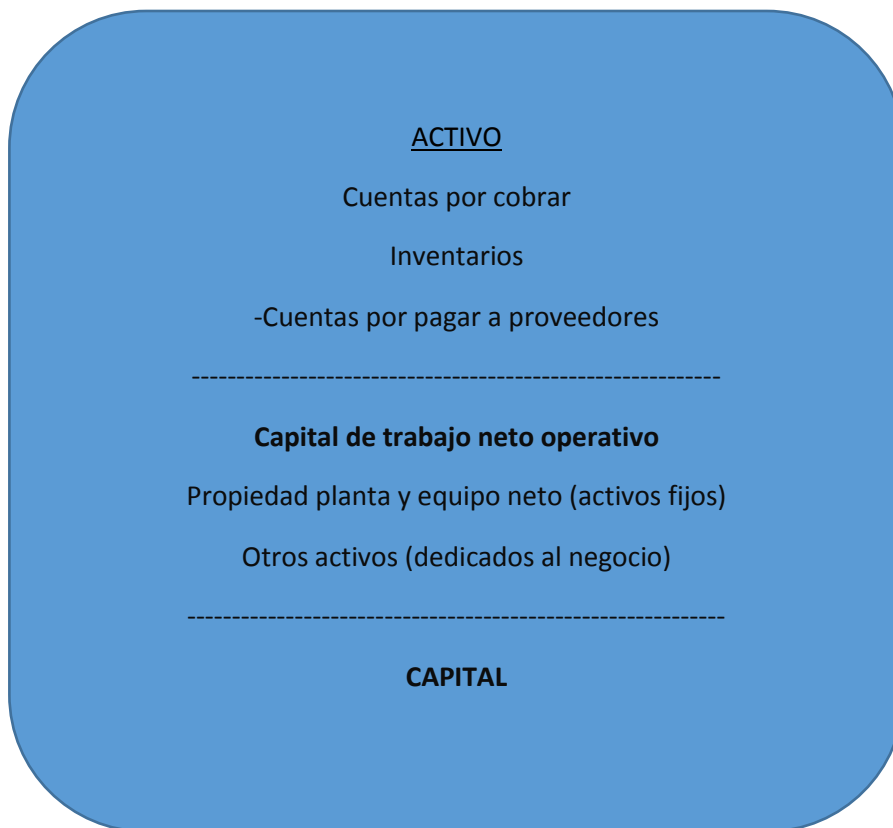 ACTIVO
Cuentas por cobrar
Inventarios
-Cuentas por pagar a proveedores
-----------------------------------------------------------
Capital de trabajo neto operativo
Propiedad planta y equipo neto (activos fijos)
Otros activos (dedicados al negocio)
------------------------------------------------------------
CAPITAL